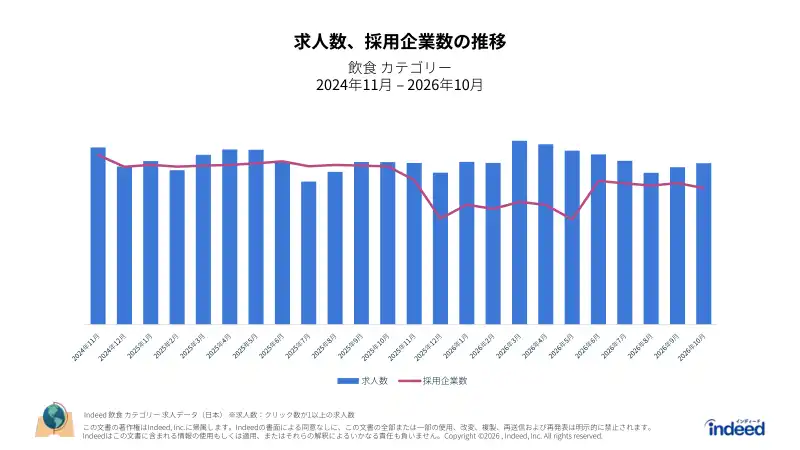 求人数、採用企業数の推移
飲食 カテゴリー
2024年11月 – 2026年10月
2024年11月
2024年12月
2025年1月
2025年2月
2025年3月
2025年4月
2025年5月
2025年6月
2025年7月
2025年8月
2025年9月
2025年10月
2025年11月
2025年12月
2026年1月
2026年2月
2026年3月
2026年4月
2026年5月
2026年6月
2026年7月
2026年8月
2026年9月
2026年10月
求人数
採用企業数
Indeed 飲食 カテゴリー 求人データ（日本） ※求人数：クリック数が1以上の求人数
この文書の著作権はIndeed, Inc.に帰属します。Indeedの書面による同意なしに、この文書の全部または一部の使用、改変、複製、再送信および再発表は明示的に禁止されます。
Indeedはこの文書に含まれる情報の使用もしくは適用、またはそれらの解釈によるいかなる責任も負いません。Copyright ©2026 , Indeed, Inc. All rights reserved.
インディード
indeed